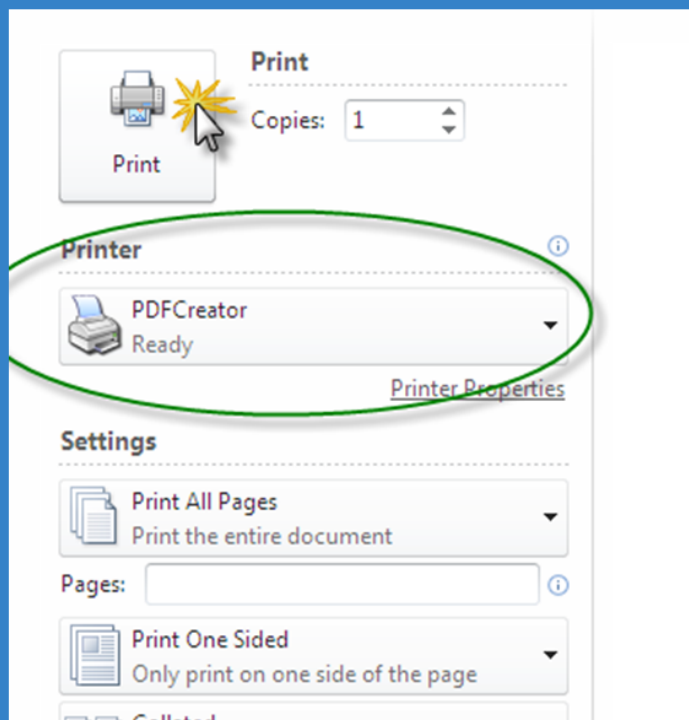 Print
Copies: 1
Print
Printer
PDFCreator
Ready
Printer Properties
Settings
Print All Pages
Print the entire document
Pages:
Print One Sided
Only print on one side of the page
Collated